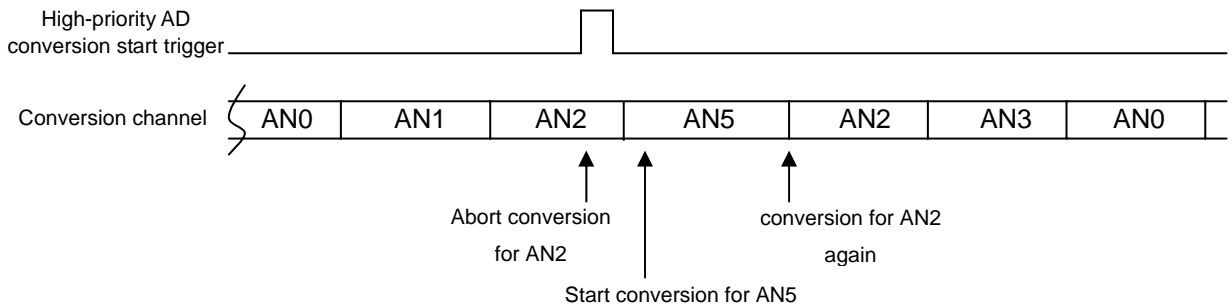 High-priority AD
conversion start trigger
Conversion channel
AN0 AN1 AN2 AN5 AN2 AN3 AN0
Abort conversion
for AN2
conversion for AN2
again
Start conversion for AN5